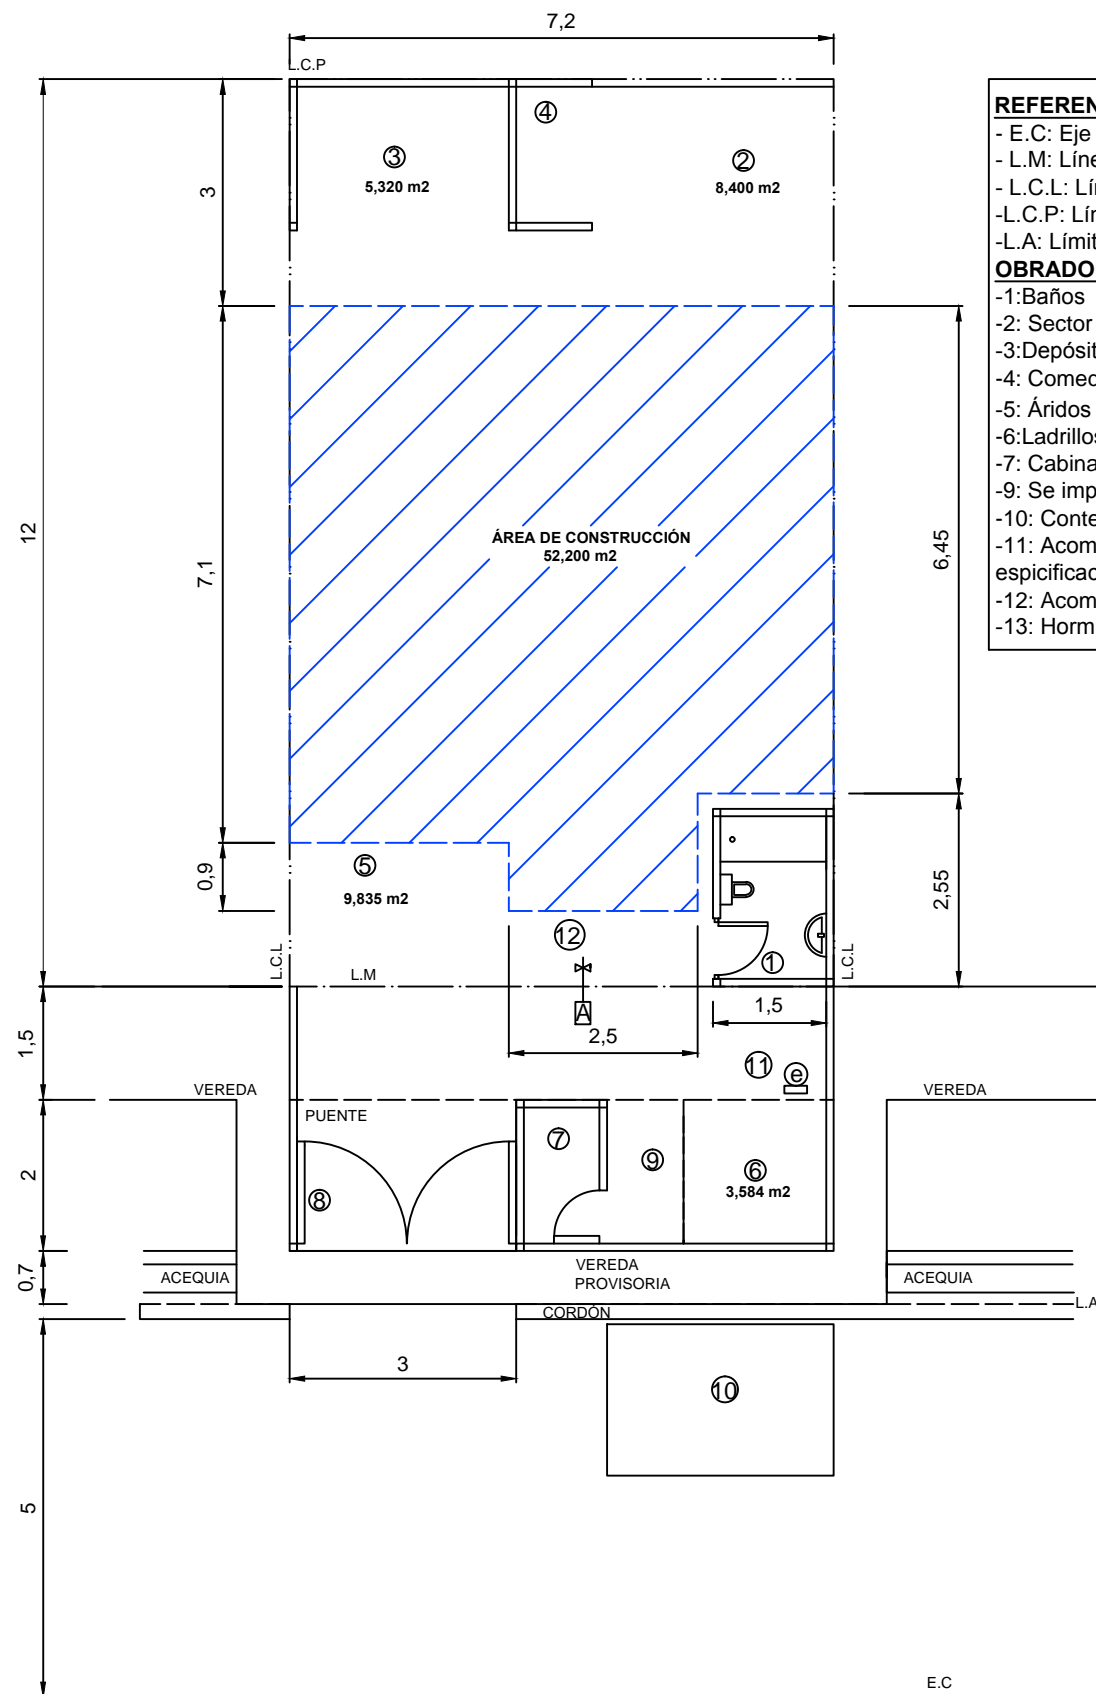 7,2
L.C.P
3
5,320 m2
4
2
8,400 m2
3
12
7,1
ÁREA DE CONSTRUCCIÓN
52,200 m2
6,45
0,9
5
9,835 m2
2,55
12
1
L.C.L
L.M
L.C.L
A
2,5
1,5
1,5
11
e
VEREDA
VEREDA
PUENTE
7
9
6
3,584 m2
8
2
VEREDA
PROVISORIA
ACEQUIA
ACEQUIA
0,7
CORDÓN
L.A
3
10
5
E.C
REFEREN
- E.C: Eje
- L.M: Líne
- L.C.L: Lí
-L.C.P: Lír
-L.A: Límit
OBRADO
-1:Baños
-2: Sector
-3:Depósit
-4: Comed
-5: Áridos
-6:Ladrillos
-7: Cabina
-9: Se imp
-10: Conte
-11: Acom
espicificac
-12: Acom
-13: Horm